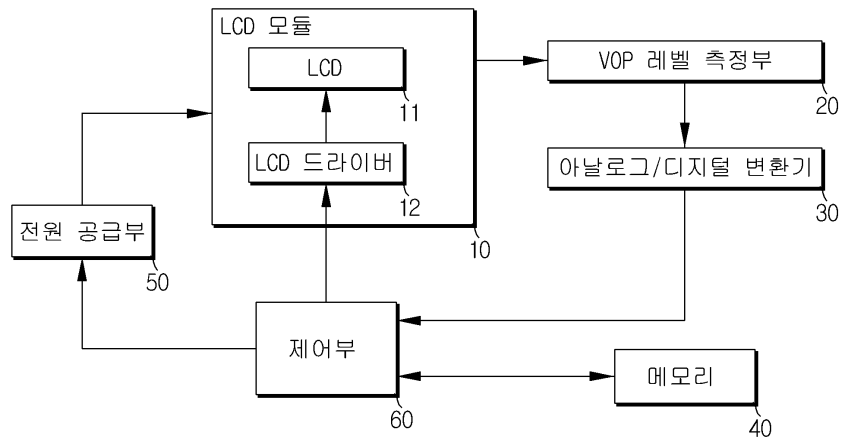 LCD 모듈
LCD
11
LCD 드라이버
12
10
VOP 레벨 측정부
20
아날로그/디지털 변환기
30
전원 공급부
50
제어부
60
메모리
40